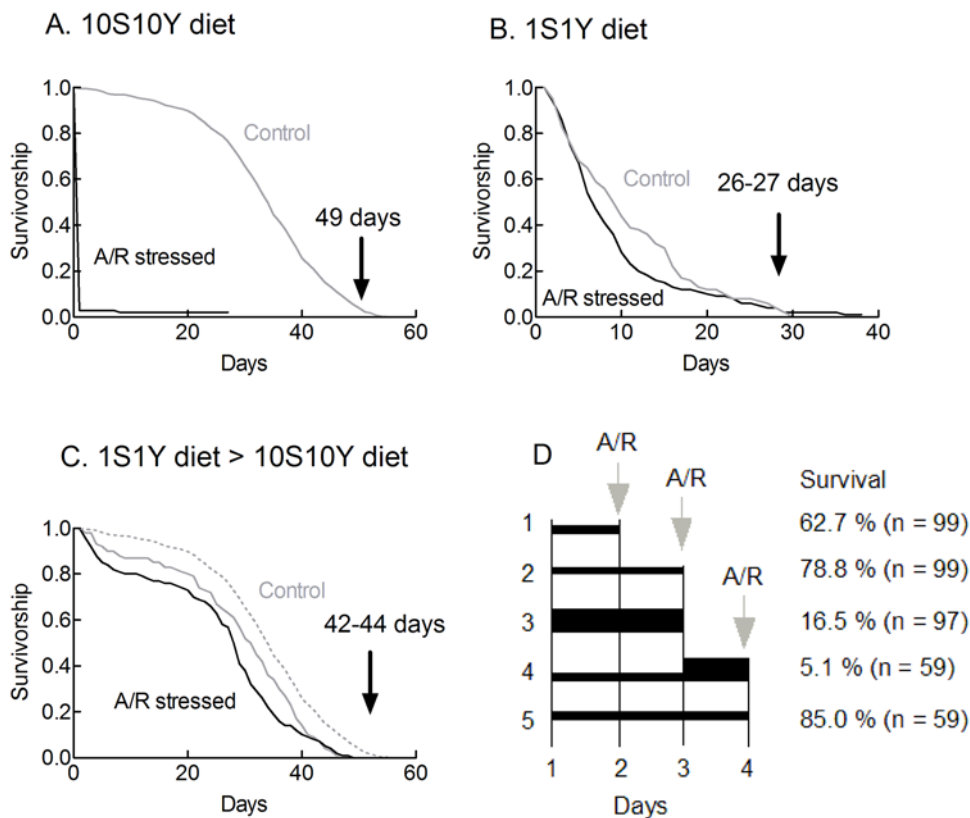 A. 10S10Y diet
1.0
0.8
0.6
0.4
0.2
0.0
Survivorship
Control
49 days
A/R stressed
0
20
40
60
Days
B. 1S1Y diet
1.0
0.8
0.6
0.4
0.2
0.0
Survivorship
Control
26-27 days
A/R stressed
0
10
20
30
40
Days
C. 1S1Y diet > 10S10Y diet
1.0
0.8
0.6
0.4
0.2
0.0
Survivorship
Control
42-44 days
A/R stressed
0
20
40
60
Days
D
A/R
A/R
A/R
Survival
1
62.7 % (n = 99)
2
78.8 % (n = 99)
3
16.5 % (n = 97)
4
5.1 % (n = 59)
5
85.0 % (n = 59)
1
2
3
4
Days